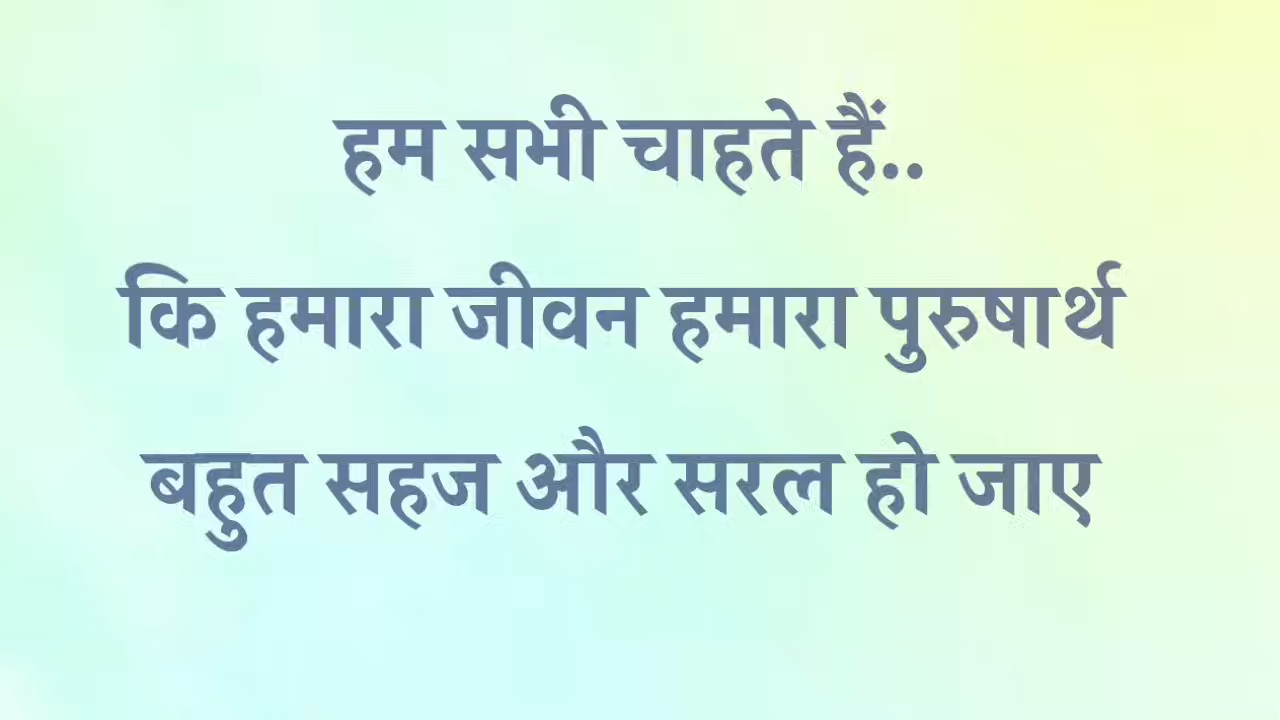 हम सभी चाहते हैं..
कि हमारा जीवन हमारा पुरुषार्थ
बहुत सहज और सरल हो जाए